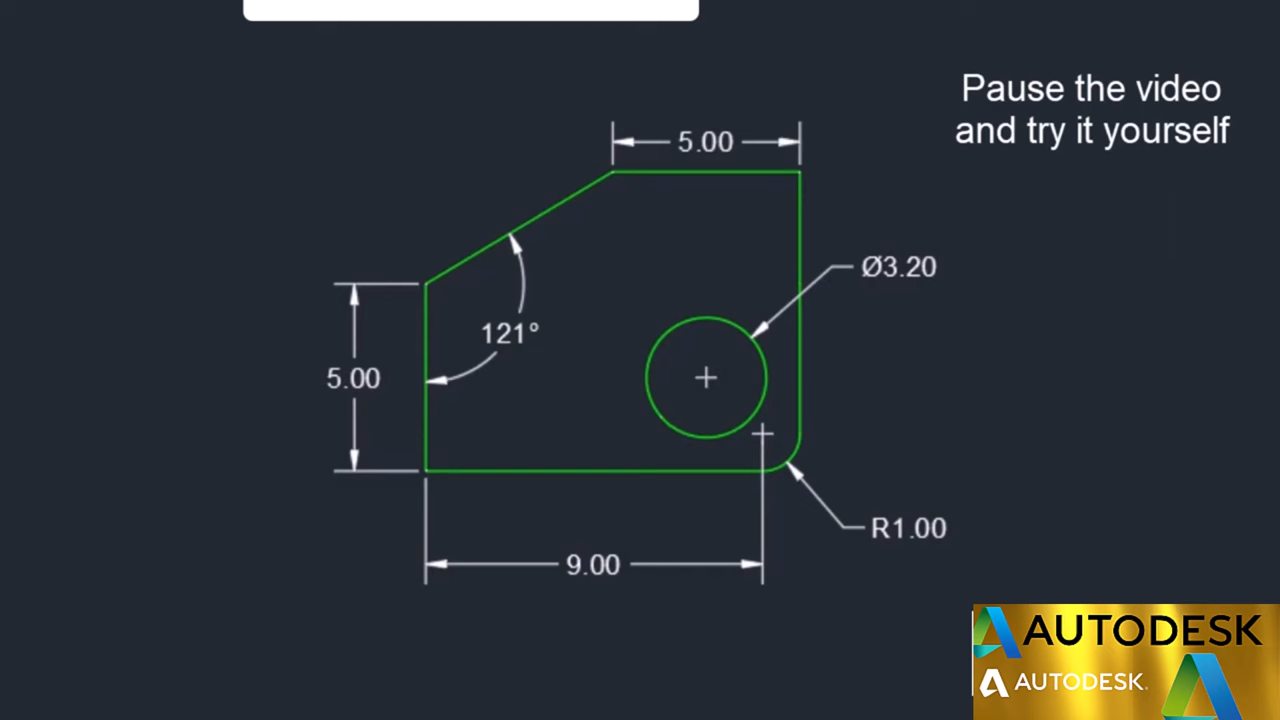 Pause the video
and try it yourself
5.00
Ø3.20
121°
5.00
R1.00
9.00
AUTODESK
AUTODESK.